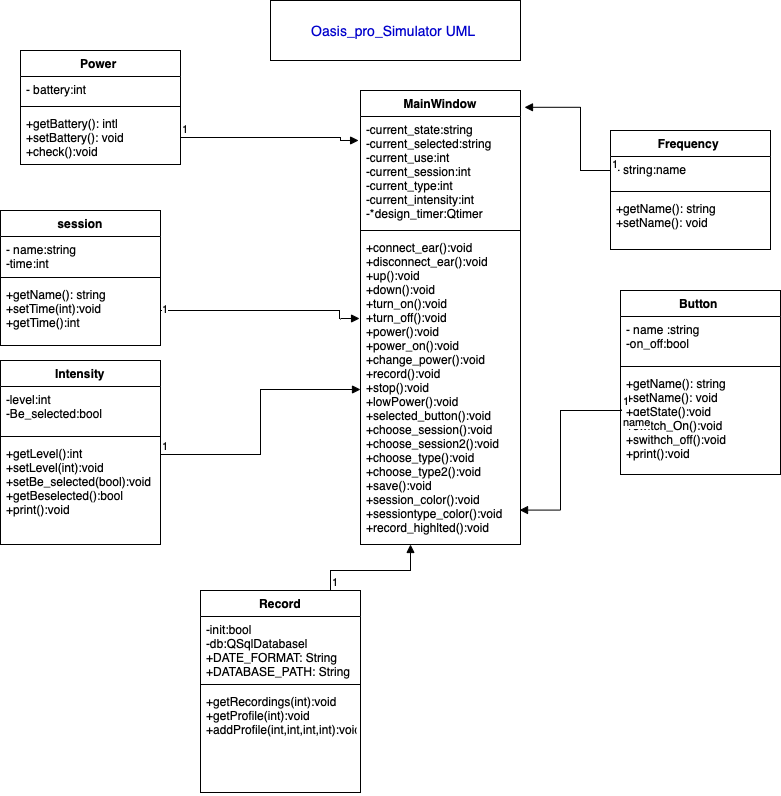 Oasis_pro_Simulator UML
Power
- battery:int
+getBattery(): intl
+setBattery(): void
+check():void
1
MainWindow
-current_state:string
-current_selected:string
-current_use:int
-current_session:int
-current_type:int
-current_intensity:int
-*design_timer:Qtimer
+connect_ear():void
+disconnect_ear():void
+up():void
+down():void
+turn_on():void
+turn_off():void
+power():void
+power_on():void
+change_power():void
+record():void
+stop():void
+lowPower():void
+selected_button():void
+choose_session():void
+choose_session2():void
+choose_type():void
+choose_type2():void
+save():void
+session_color():void
+sessiontype_color():void
+record_highlted():void
Frequency
1
string:name
+getName(): string
+setName(): void
session
- name:string
-time:int
+getName(): string
+setTime(int):void
+getTime():int
1
Button
- name :string
-on_off:bool
+getName(): string
+setName(): void
+getState():void
+swithch_off():void
+print():void
1
name
Intensity
-level:int
-Be_selected:bool
+getLevel():int
+setLevel(int):void
+setBe_selected(bool):void
+getBeselected():bool
+print():void
1
1
Record
-init:bool
-db:QSqlDatabasel
+DATE_FORMAT: String
+DATABASE_PATH: String
+getRecordings(int):void
+getProfile(int):void
+addProfile(int,int,int,int):voi